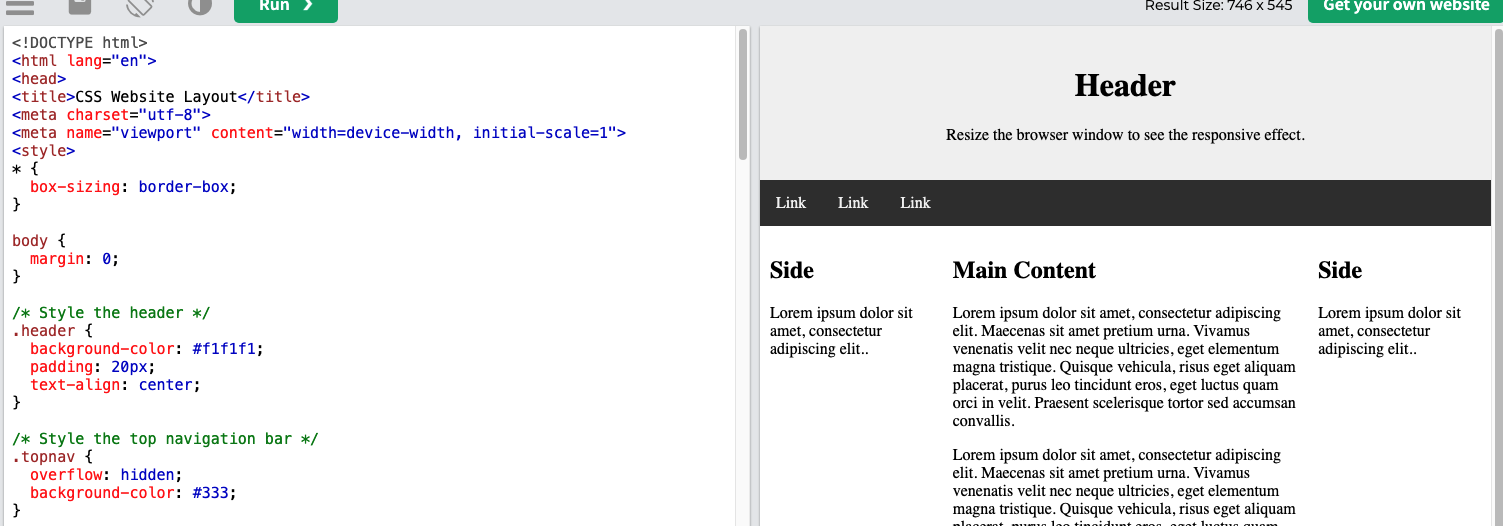 Run ❯
Result Size: 746 x 545
Get your own website
<!DOCTYPE html>
<html lang="en">
<head>
<title>CSS Website Layout</title>
<meta charset="utf-8">
<meta name="viewport" content="width=device-width, initial-scale=1">
<style>
* {
  box-sizing: border-box;
}

body {
  margin: 0;
}

/* Style the header */
.header {
  background-color: #f1f1f1;
  padding: 20px;
  text-align: center;
}

/* Style the top navigation bar */
.topnav {
  overflow: hidden;
  background-color: #333;
}
Header
Resize the browser window to see the responsive effect.
Link Link Link
Side
Lorem ipsum dolor sit
amet, consectetur
adipiscing elit..
Main Content
Lorem ipsum dolor sit amet, consectetur adipiscing
elit. Maecenas sit amet pretium urna. Vivamus
venenatis velit nec neque ultricies, eget elementum
magna tristique. Quisque vehicula, risus eget aliquam
placerat, purus leo tincidunt eros, eget luctus quam
orci in velit. Praesent scelerisque tortor sed accumsan
convallis.
Lorem ipsum dolor sit amet, consectetur adipiscing
elit. Maecenas sit amet pretium urna. Vivamus
venenatis velit nec neque ultricies, eget elementum
magna tristique. Quisque vehicula, risus eget aliquam
placerat, purus leo tincidunt eros, eget luctus quam
Side
Lorem ipsum dolor sit
amet, consectetur
adipiscing elit..